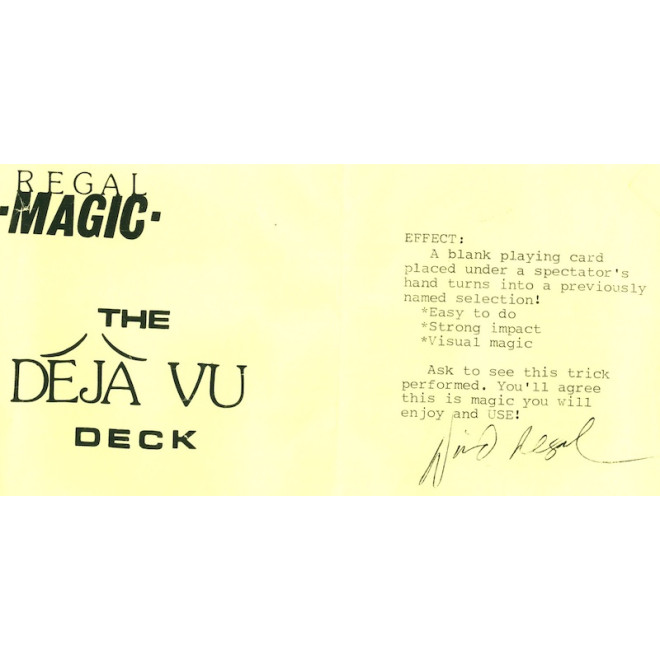 REGAL
·MAGIC·
THE
DÉJÀ VU
DECK
EFFECT:
A blank playing card
placed under a spectator's
hand turns into a previously
named selection!
*Easy to do
*Strong impact
*Visual magic
Ask to see this trick
performed. You'll agree
this is magic you will
enjoy and USE!
David Regal